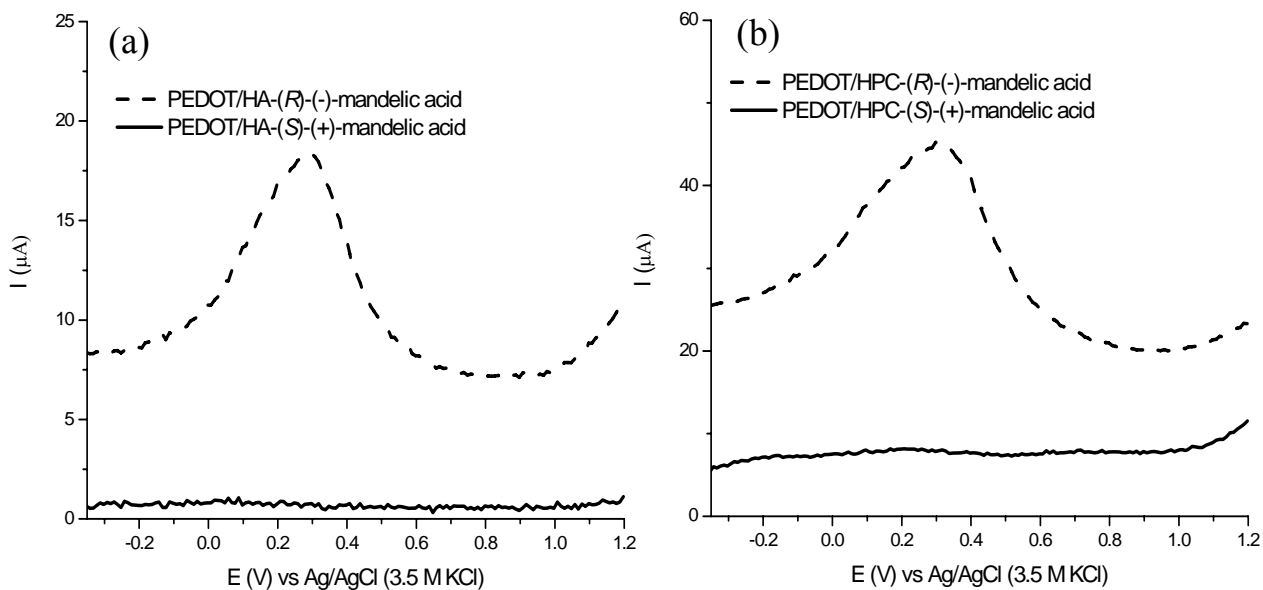 (a)
25
20
15
10
5
0
I (μA)
PEDOT/HA-(R)-(-)-mandelic acid
PEDOT/HA-(S)-(+)-mandelic acid
-0.2 0.0 0.2 0.4 0.6 0.8 1.0 1.2
E (V) vs Ag/AgCl (3.5 M KCl)
(b)
60
40
20
0
I (μA)
PEDOT/HPC-(R)-(-)-mandelic acid
PEDOT/HPC-(S)-(+)-mandelic acid
-0.2 0.0 0.2 0.4 0.6 0.8 1.0 1.2
E (V) vs Ag/AgCl (3.5 M KCl)